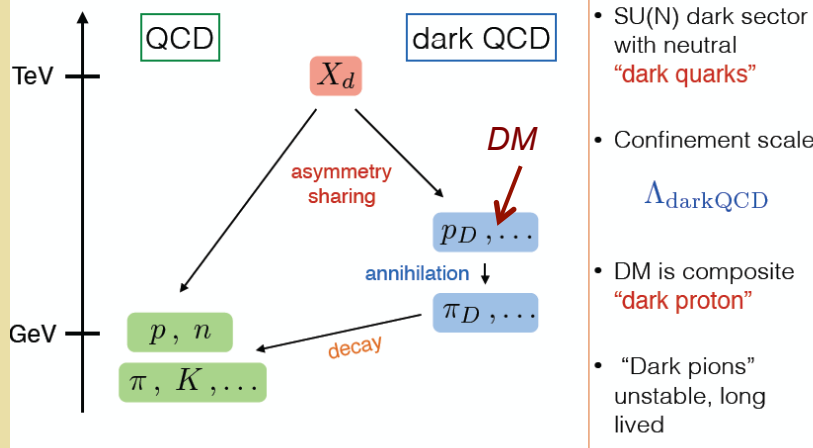 QCD
dark QCD
TeV
X_d
DM
asymmetry
sharing
p_D , ...
annihilation
π_D , ...
GeV
p , n
decay
π , K , ...
• SU(N) dark sector
with neutral
“dark quarks”
• Confinement scale
Λ_darkQCD
• DM is composite
“dark proton”
• “Dark pions”
unstable, long
lived